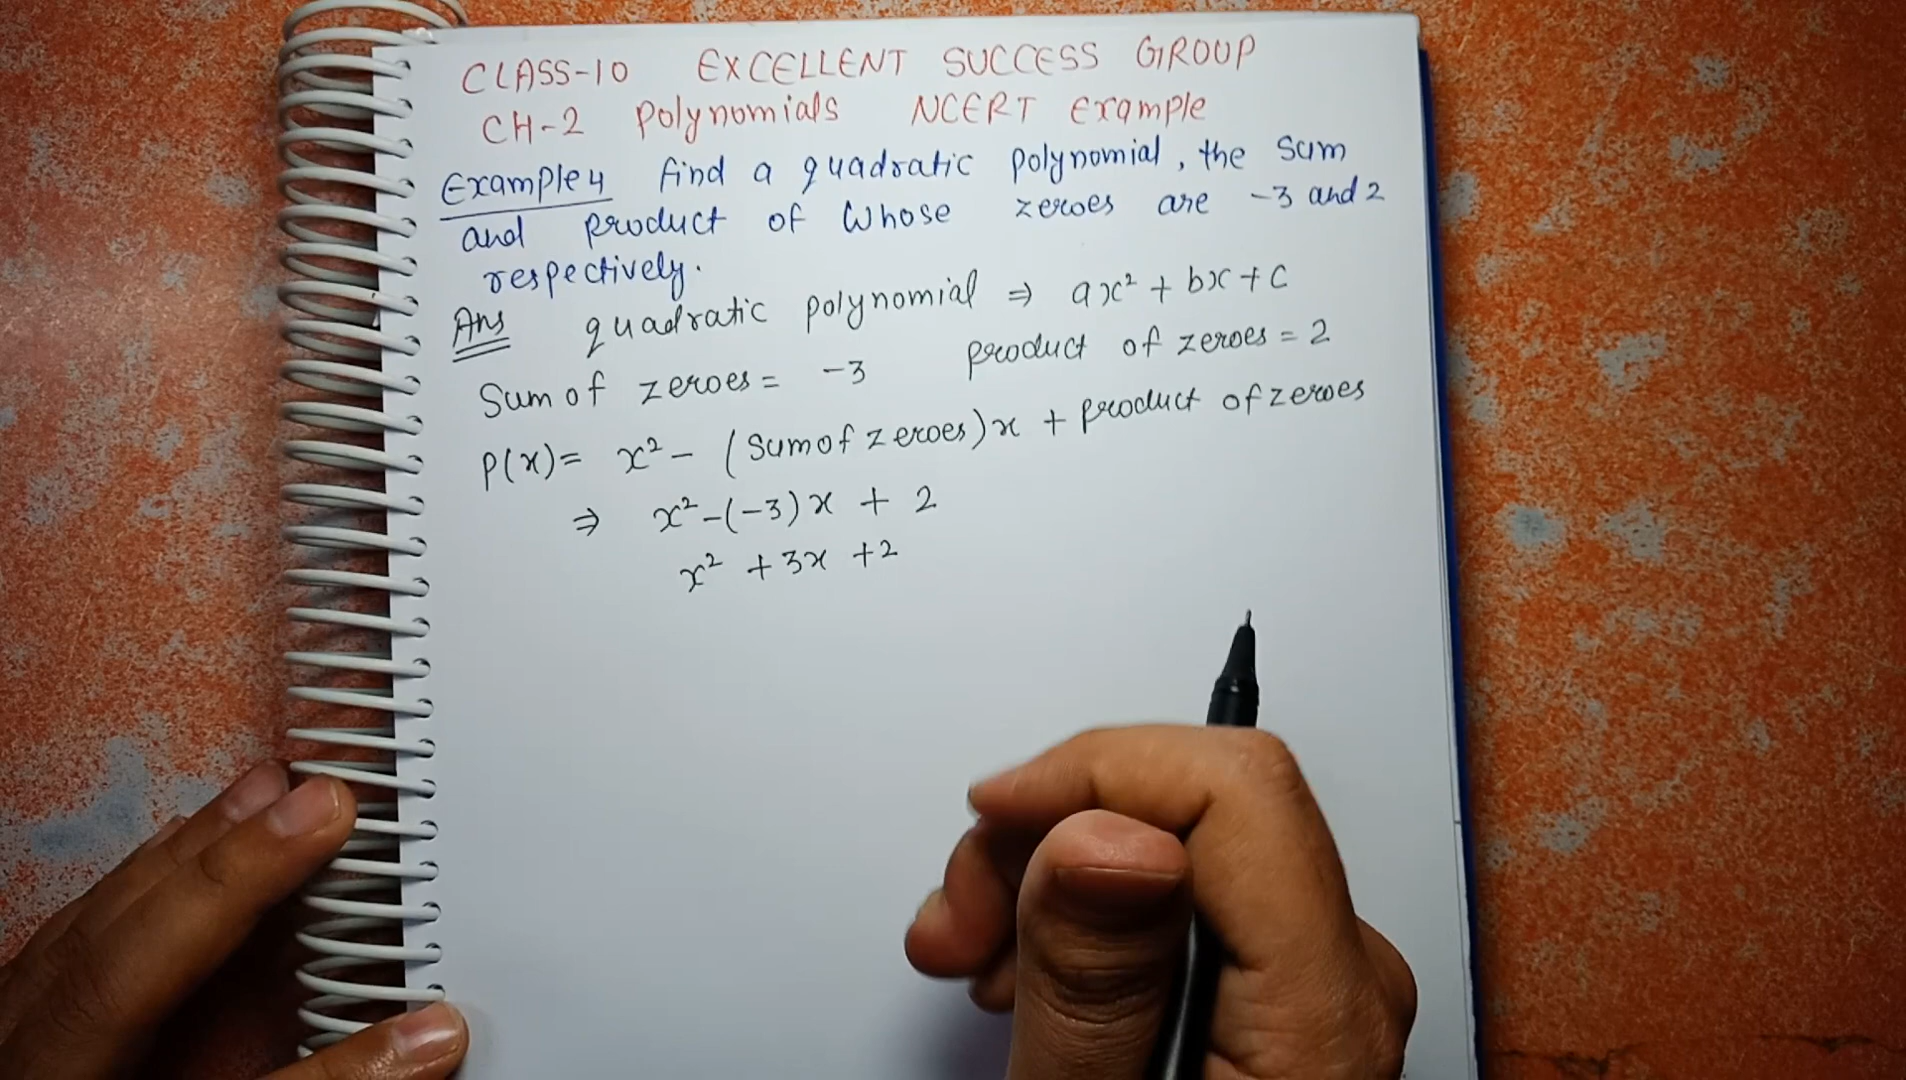 CLASS-10 EXCELLENT SUCCESS GROUP
CH-2 Polynomials NCERT Example
Example 4 find a quadratic polynomial, the sum
and product of whose zeroes are -3 and 2
respectively.
Ans quadratic polynomial ⇒ ax² + bx + c
Sum of zeroes = -3 product of zeroes = 2
P(x) = x² - (Sum of zeroes)x + product of zeroes
⇒ x² - (-3)x + 2
x² + 3x + 2